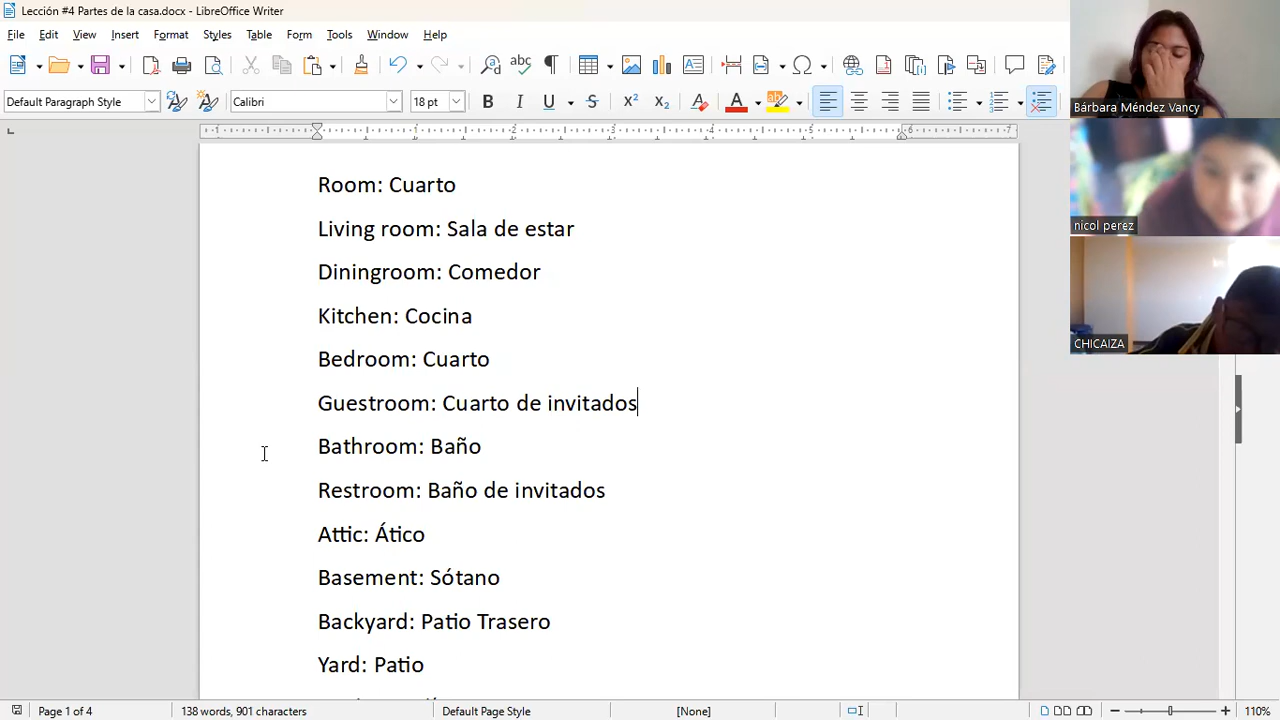 Lección #4 Partes de la casa.docx - LibreOffice Writer
File Edit View Insert Format Styles Table Form Tools Window Help
Default Paragraph Style
Calibri
18 pt
Room: Cuarto
Living room: Sala de estar
Diningroom: Comedor
Kitchen: Cocina
Bedroom: Cuarto
Guestroom: Cuarto de invitados
Bathroom: Baño
Restroom: Baño de invitados
Attic: Ático
Basement: Sótano
Backyard: Patio Trasero
Yard: Patio
Page 1 of 4
138 words, 901 characters
Default Page Style
[None]
110%
Bárbara Méndez Vancy
nicol perez
CHICAIZA